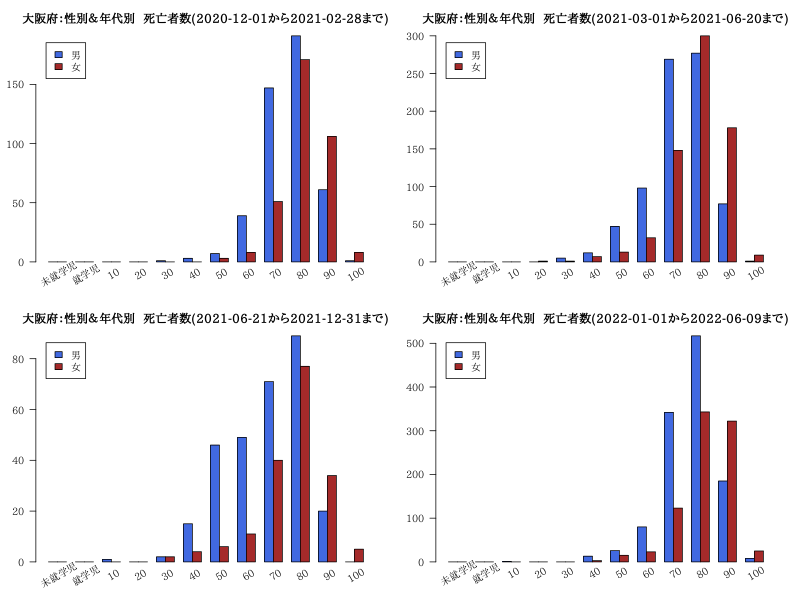 大阪府：性別＆年代別　死亡者数(2020-12-01から2021-02-28まで)
男
女
150
100
50
0
未就学児 就学児 10 20 30 40 50 60 70 80 90 100
大阪府：性別＆年代別　死亡者数(2021-03-01から2021-06-20まで)
男
女
300
250
200
150
100
50
0
未就学児 就学児 10 20 30 40 50 60 70 80 90 100
大阪府：性別＆年代別　死亡者数(2021-06-21から2021-12-31まで)
男
女
80
60
40
20
0
未就学児 就学児 10 20 30 40 50 60 70 80 90 100
大阪府：性別＆年代別　死亡者数(2022-01-01から2022-06-09まで)
男
女
500
400
300
200
100
0
未就学児 就学児 10 20 30 40 50 60 70 80 90 100